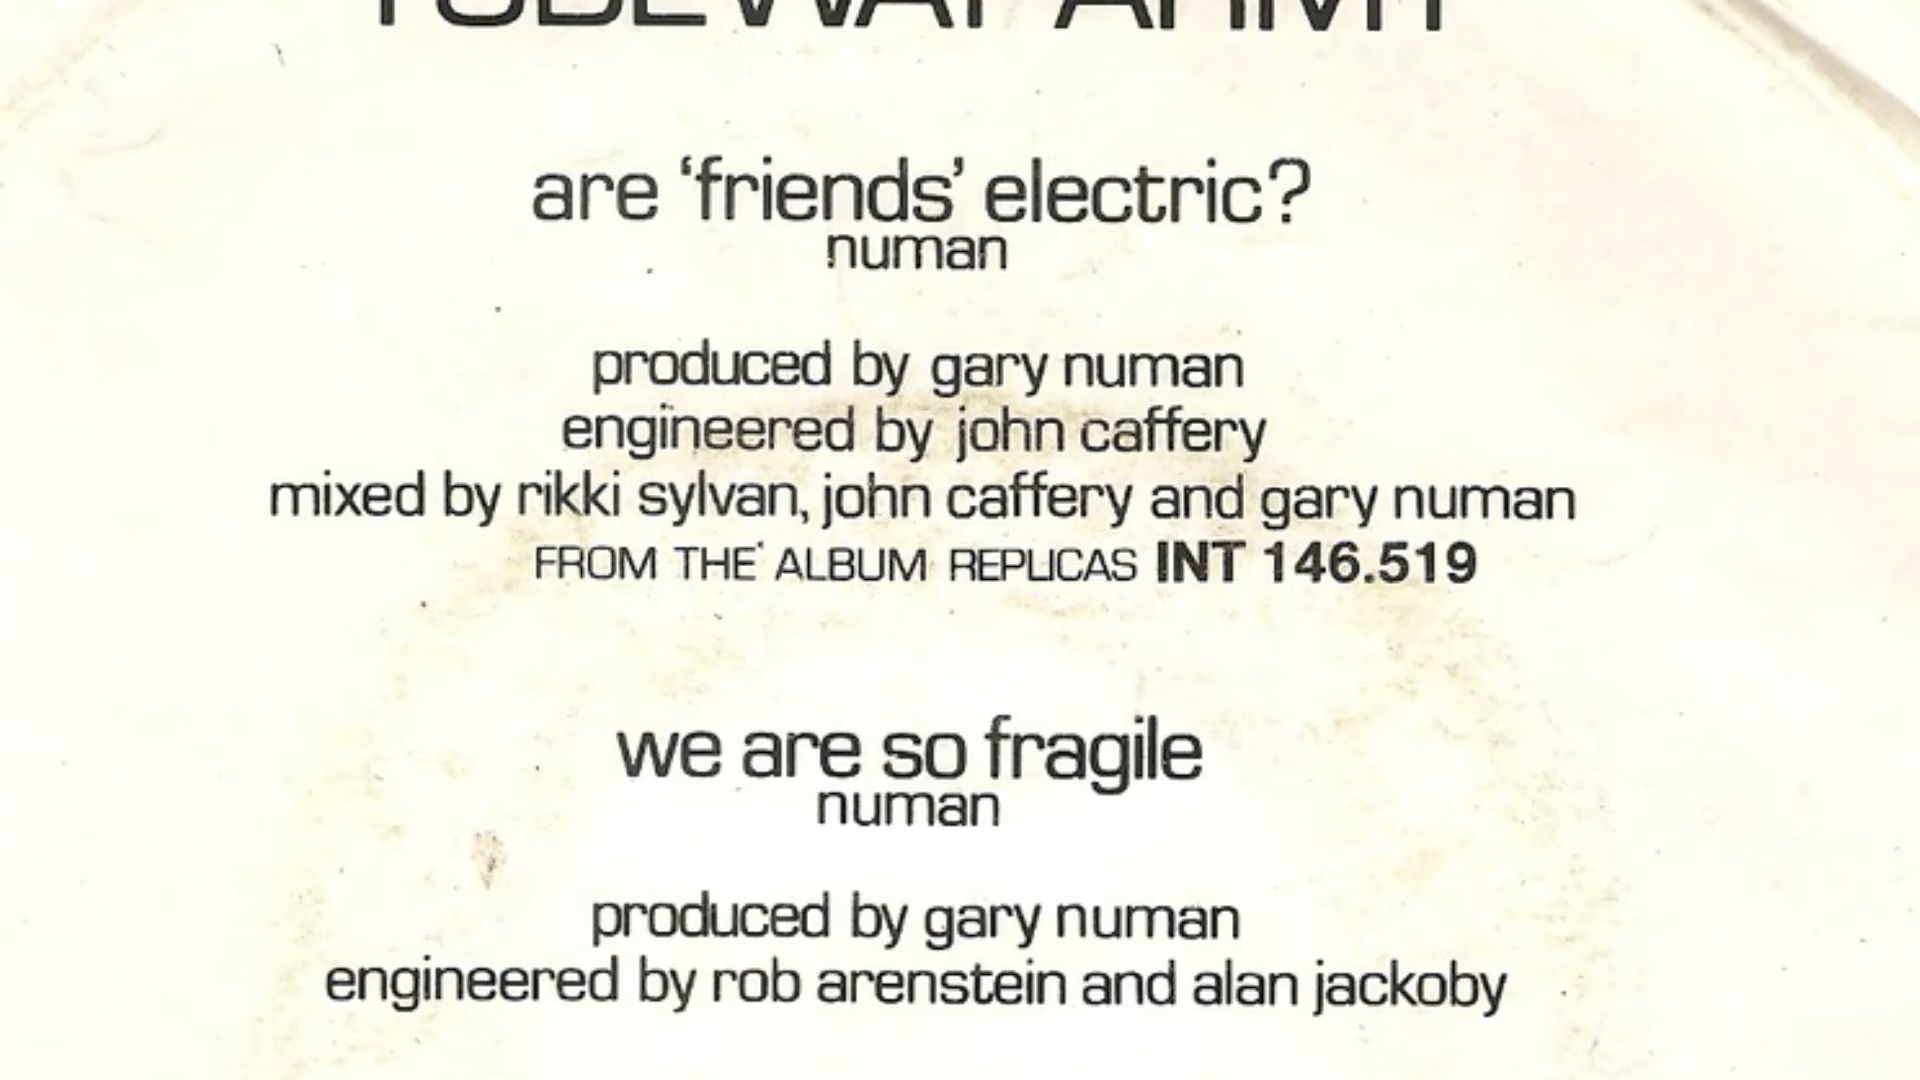 TUBEWAY ARMY
are ‘friends’ electric?
numan
produced by gary numan
engineered by john caffery
mixed by rikki sylvan, john caffery and gary numan
FROM THE ALBUM REPLICAS INT 146.519
we are so fragile
numan
produced by gary numan
engineered by rob arenstein and alan jackoby